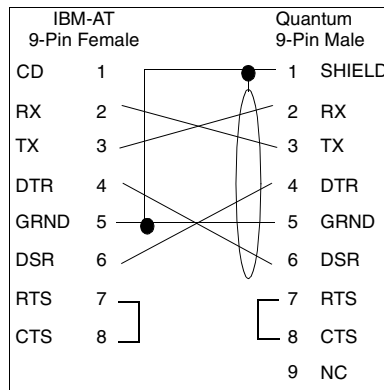 IBM-AT Quantum
9-Pin Female 9-Pin Male
CD 1 1 SHIELD
RX 2 2 RX
TX 3 3 TX
DTR 4 4 DTR
GRND 5 5 GRND
DSR 6 6 DSR
RTS 7 7 RTS
CTS 8 8 CTS
9 NC